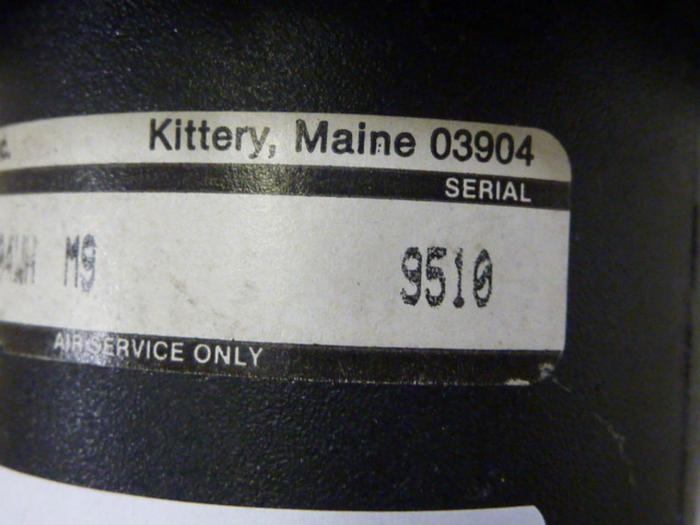 c. Kittery, Maine 03904
SERIAL
M9 9510
AIR SERVICE ONLY